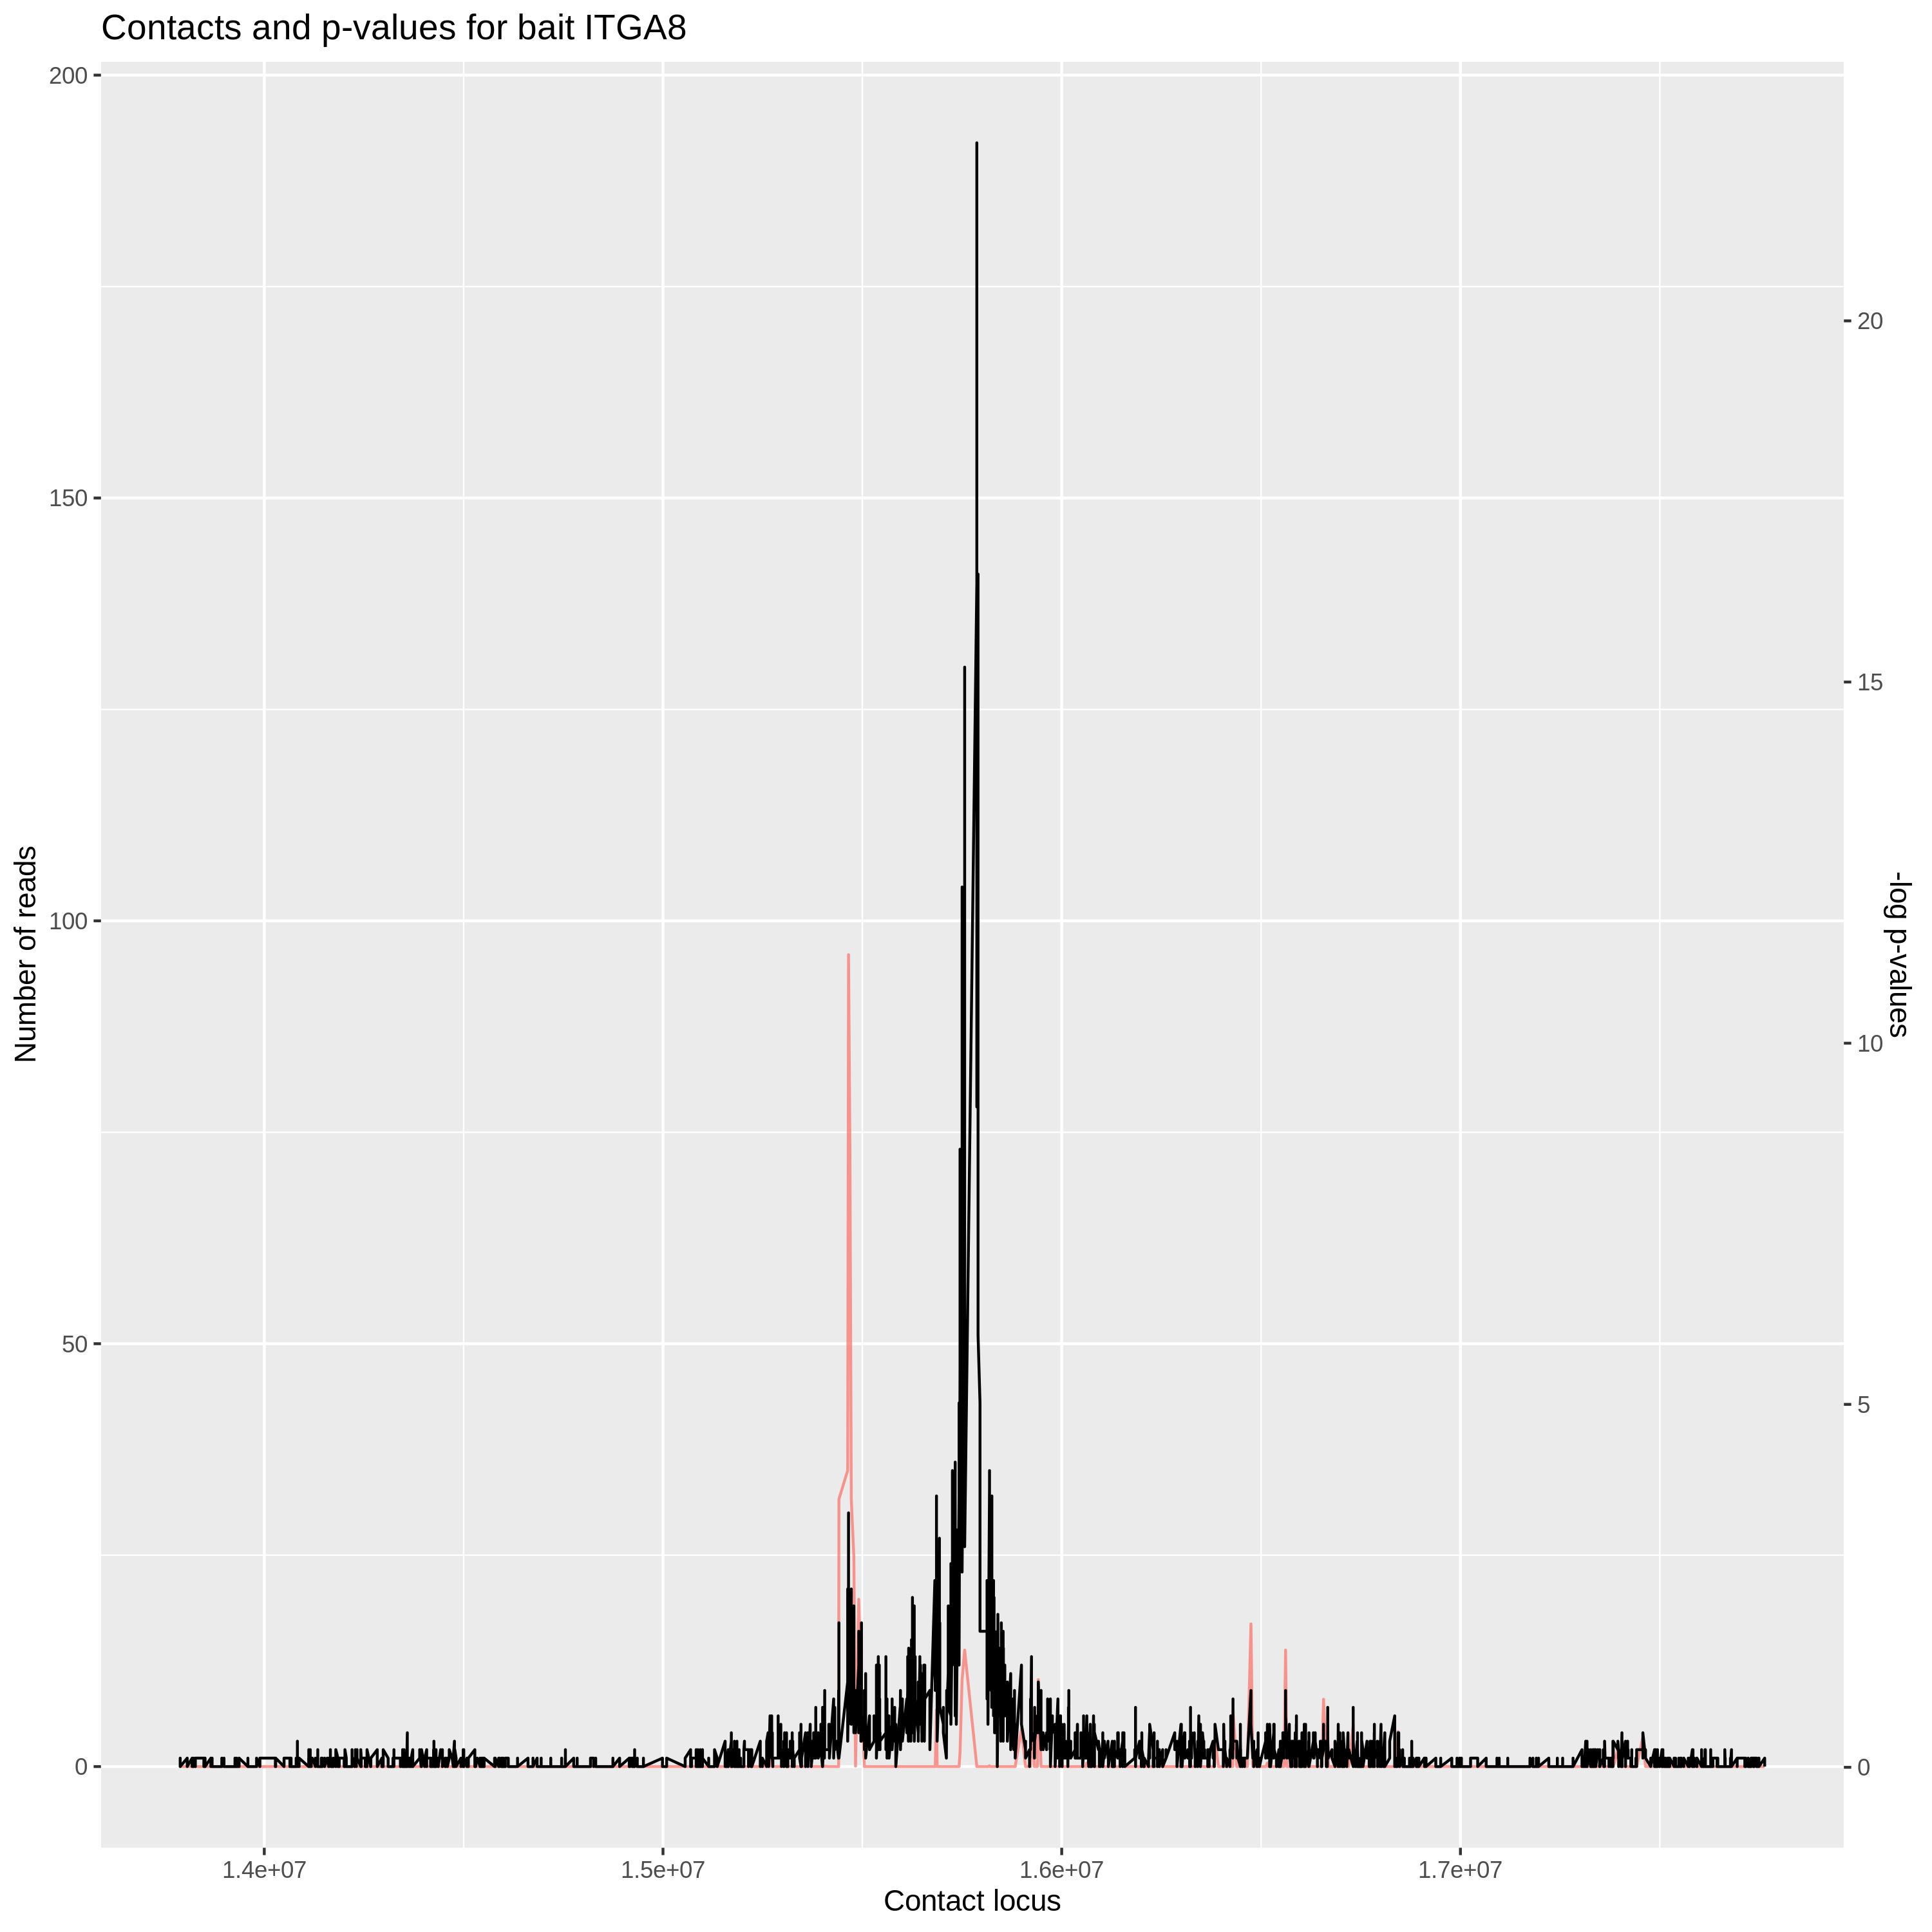 Contacts and p-values for bait ITGA8
200
150
100
50
0
Number of reads
20
15
10
5
0
-log p-values
1.4e+07 1.5e+07 1.6e+07 1.7e+07
Contact locus